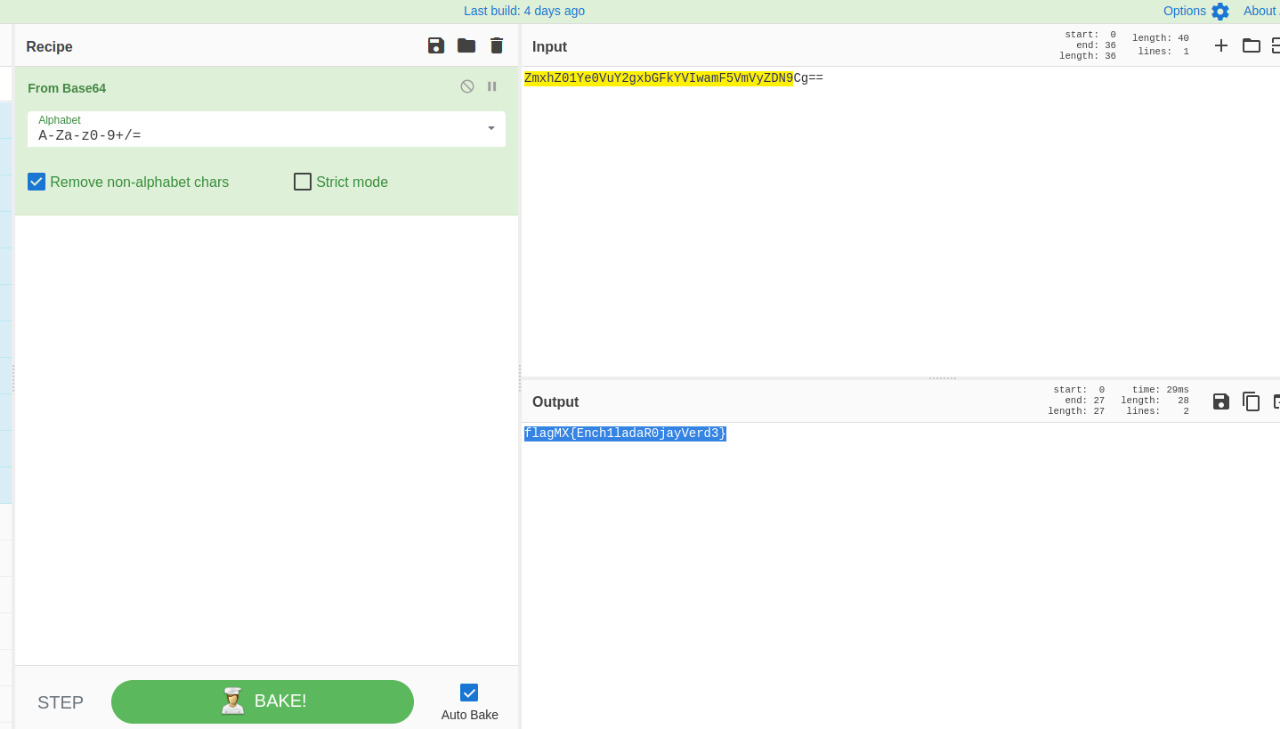 Last build: 4 days ago
Options
About
Recipe
From Base64
Alphabet
A-Za-z0-9+/=
Remove non-alphabet chars
Strict mode
STEP
BAKE!
Auto Bake
Input
start: 0
end: 36
length: 36
length: 40
lines: 1
ZmxhZ01Ye0VuY2gxbGFkYVIwamF5VmVyZDN9Cg==
Output
start: 0
end: 27
length: 27
time: 29ms
length: 28
lines: 2
flagMX{Ench1ladaR0jayVerd3}